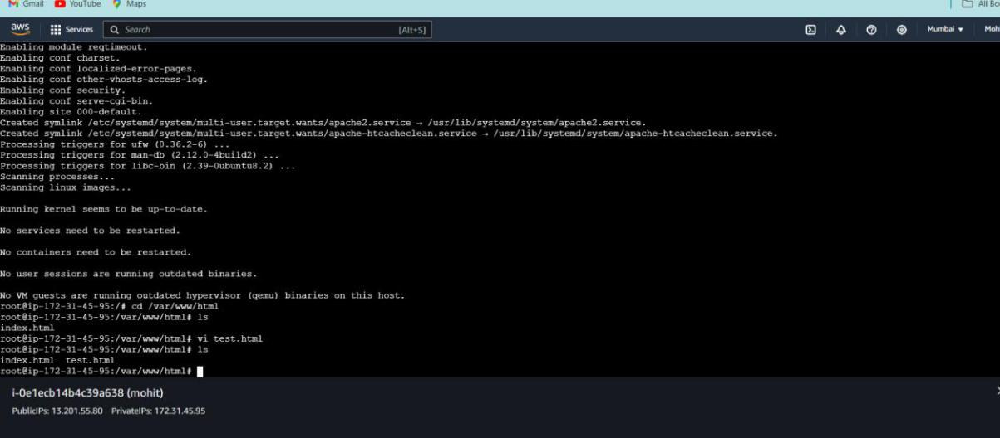 Gmail YouTube Maps All Bo
aws Services Search [Alt+S] Mumbai Moh
Enabling module reqtimeout.
Enabling conf charset.
Enabling conf localized-error-pages.
Enabling conf other-vhosts-access-log.
Enabling conf security.
Enabling conf serve-cgi-bin.
Enabling site 000-default.
Created symlink /etc/systemd/system/multi-user.target.wants/apache2.service → /usr/lib/systemd/system/apache2.service.
Created symlink /etc/systemd/system/multi-user.target.wants/apache-htcacheclean.service → /usr/lib/systemd/system/apache-htcacheclean.service.
Processing triggers for ufw (0.36.2-6) ...
Processing triggers for man-db (2.12.0-4build2) ...
Processing triggers for libc-bin (2.39-0ubuntu8.2) ...
Scanning processes...
Scanning linux images...
Running kernel seems to be up-to-date.
No services need to be restarted.
No containers need to be restarted.
No user sessions are running outdated binaries.
No VM guests are running outdated hypervisor (qemu) binaries on this host.
root@ip-172-31-45-95:/# cd /var/www/html
root@ip-172-31-45-95:/var/www/html# ls
index.html
root@ip-172-31-45-95:/var/www/html# vi test.html
root@ip-172-31-45-95:/var/www/html# ls
index.html  test.html
root@ip-172-31-45-95:/var/www/html#
i-0e1ecb14b4c39a638 (mohit)
PublicIPs: 13.201.55.80 PrivateIPs: 172.31.45.95